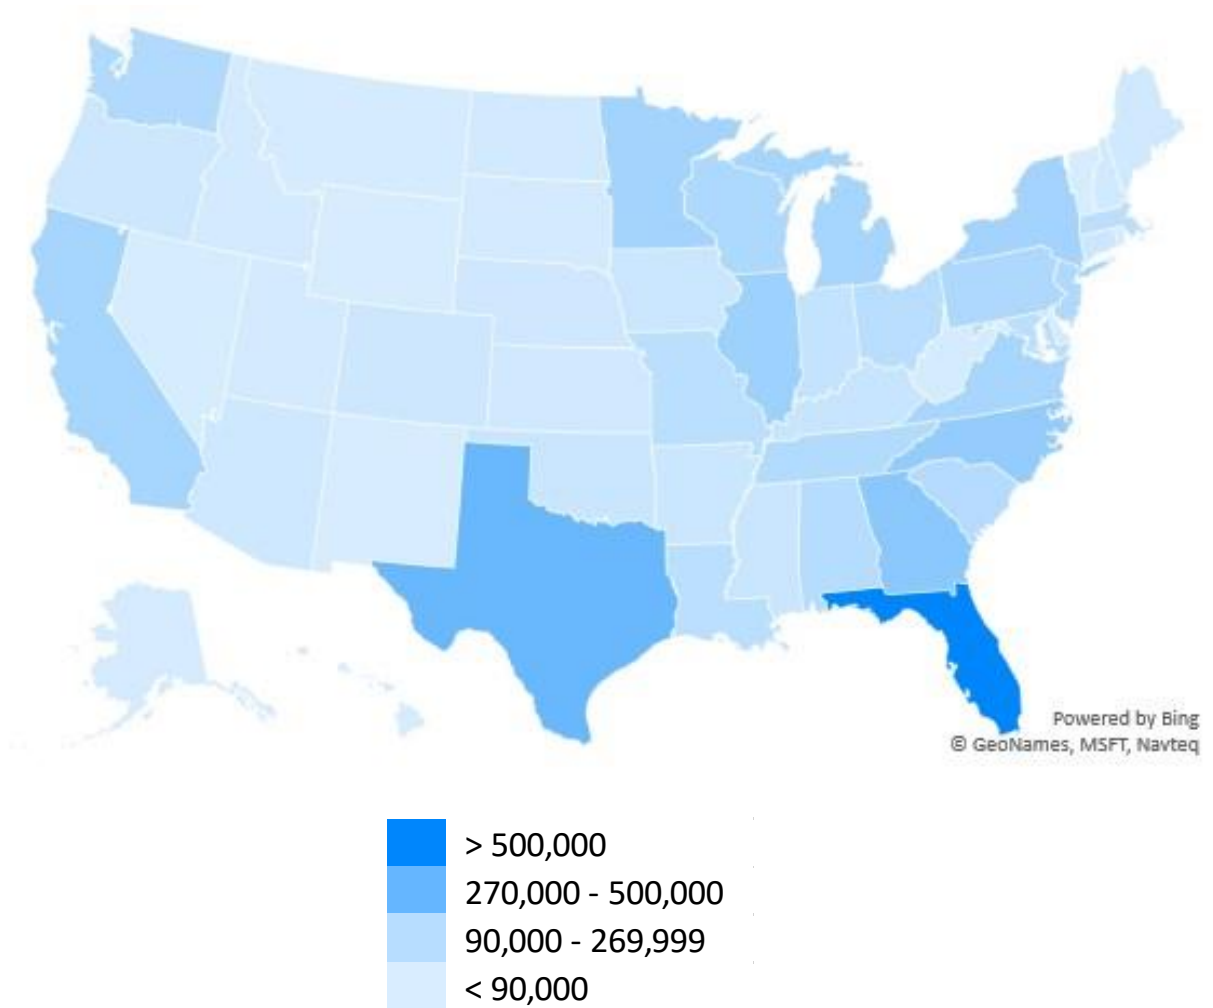 Powered by Bing
© GeoNames, MSFT, Navteq
> 500,000
270,000 - 500,000
90,000 - 269,999
< 90,000